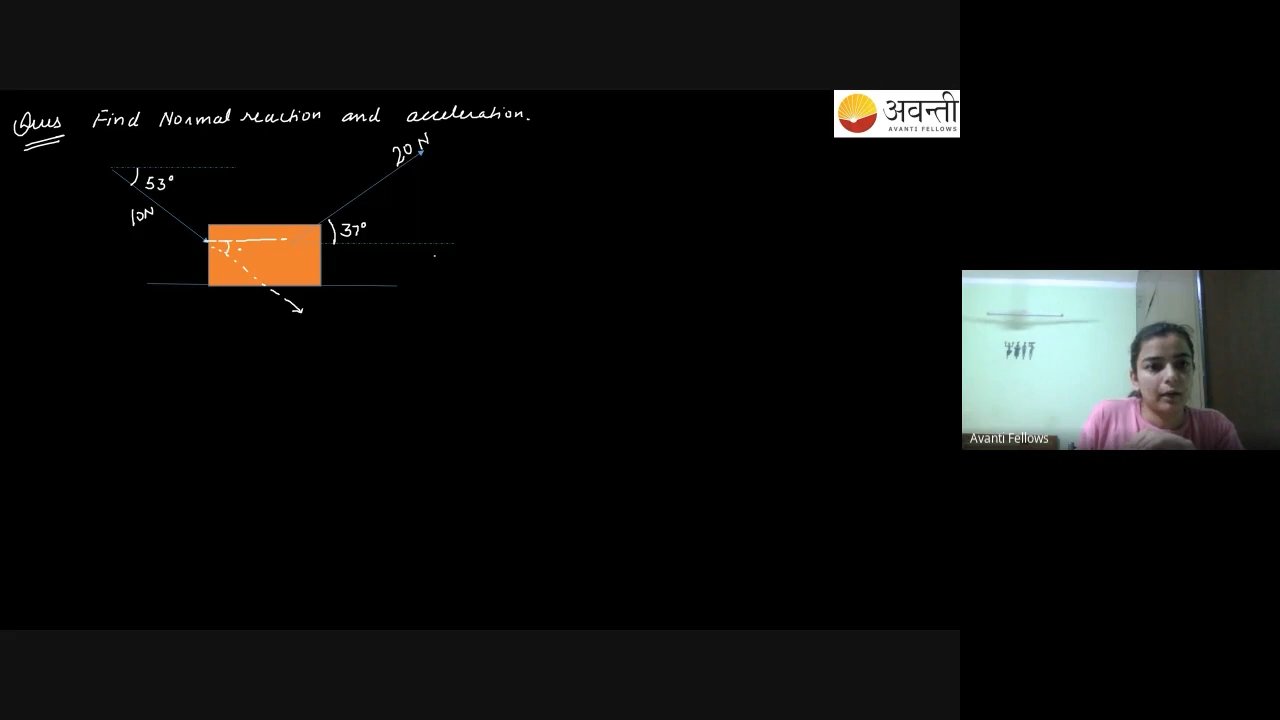 Ques Find Normal reaction and acceleration.
अवन्ती
AVANTI FELLOWS
20 N
53°
10N
37°
Avanti Fellows